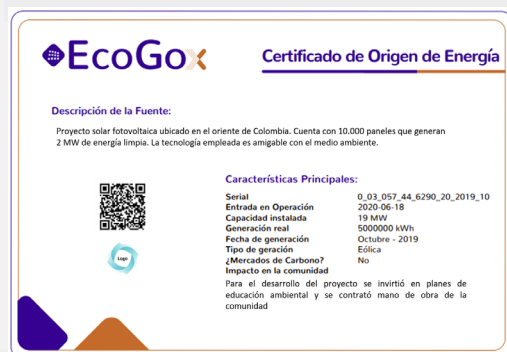 EcoGox
Certificado de Origen de Energía
Descripción de la Fuente:
Proyecto solar fotovoltaica ubicado en el oriente de Colombia. Cuenta con 10.000 paneles que generan
2 MW de energía limpia. La tecnología empleada es amigable con el medio ambiente.
Características Principales:
Serial 0_03_057_44_6290_20_2019_10
Entrada en Operación 2020-06-18
Capacidad instalada 19 MW
Generación real 5000000 kWh
Fecha de generación Octubre - 2019
Tipo de geración Eólica
¿Mercados de Carbono? No
Impacto en la comunidad
Para el desarrollo del proyecto se invirtió en planes de
educación ambiental y se contrató mano de obra de la
comunidad
Logo